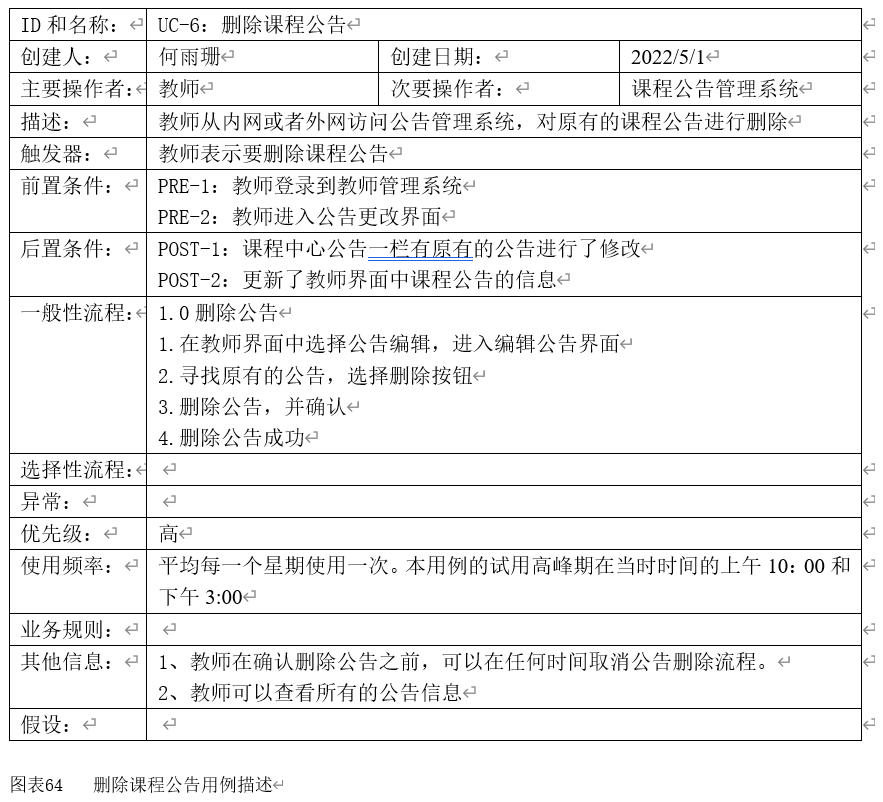 ID 和名称： UC-6：删除课程公告
创建人： 何雨珊 创建日期： 2022/5/1
主要操作者： 教师 次要操作者： 课程公告管理系统
描述： 教师从内网或者外网访问公告管理系统，对原有的课程公告进行删除
触发器： 教师表示要删除课程公告
前置条件： PRE-1：教师登录到教师管理系统
PRE-2：教师进入公告更改界面
后置条件： POST-1：课程中心公告一栏有原有的公告进行了修改
POST-2：更新了教师界面中课程公告的信息
一般性流程： 1.0 删除公告
1.在教师界面中选择公告编辑，进入编辑公告界面
2.寻找原有的公告，选择删除按钮
3.删除公告，并确认
4.删除公告成功
选择性流程：
异常：
优先级： 高
使用频率： 平均每一个星期使用一次。本用例的试用高峰期在当时时间的上午 10：00 和
下午 3:00
业务规则：
其他信息： 1、教师在确认删除公告之前，可以在任何时间取消公告删除流程。
2、教师可以查看所有的公告信息
假设：
图表64 删除课程公告用例描述